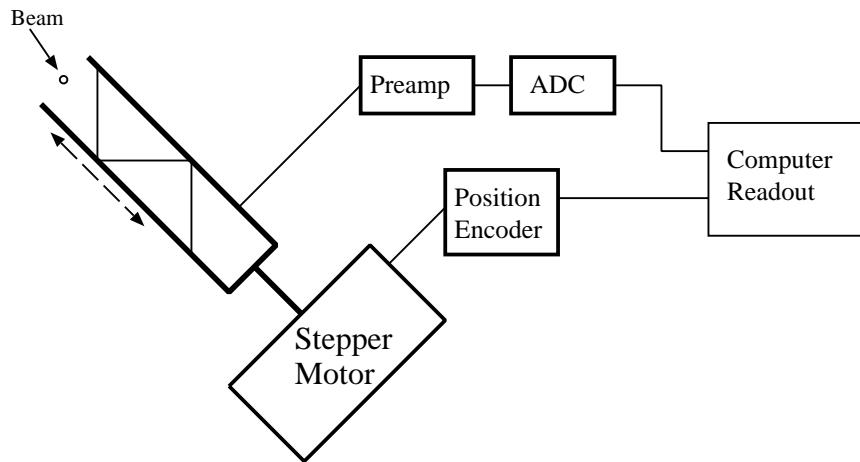 Beam
Preamp
ADC
Computer
Readout
Position
Encoder
Stepper
Motor